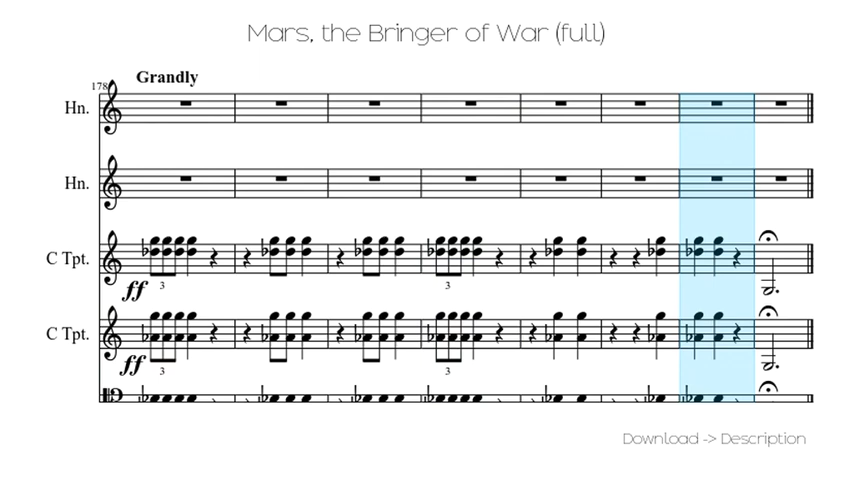 Mars, the Bringer of War (full)
Grandly
178
Hn.
Hn.
C Tpt.
ff
3
3
C Tpt.
ff
3
3
Download -> Description